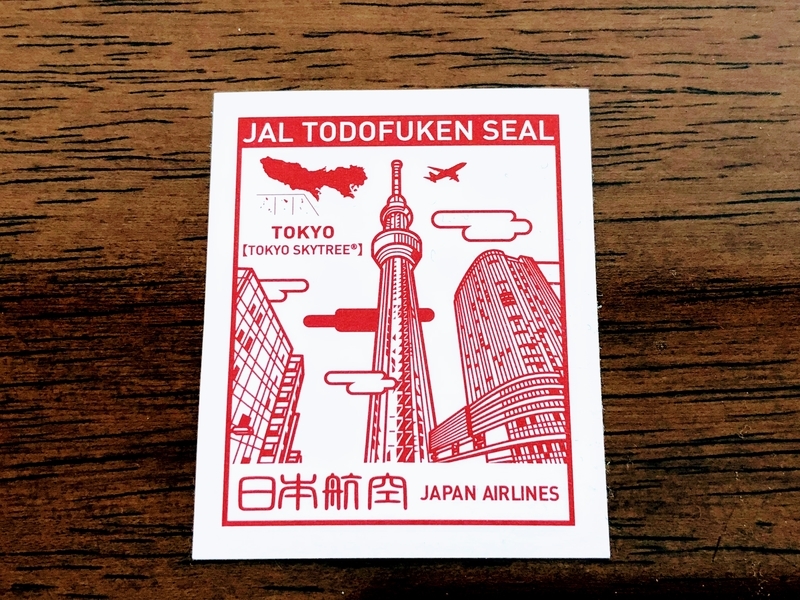 JAL TODOFUKEN SEAL
TOKYO
【TOKYO SKYTREE®】
日本航空 JAPAN AIRLINES